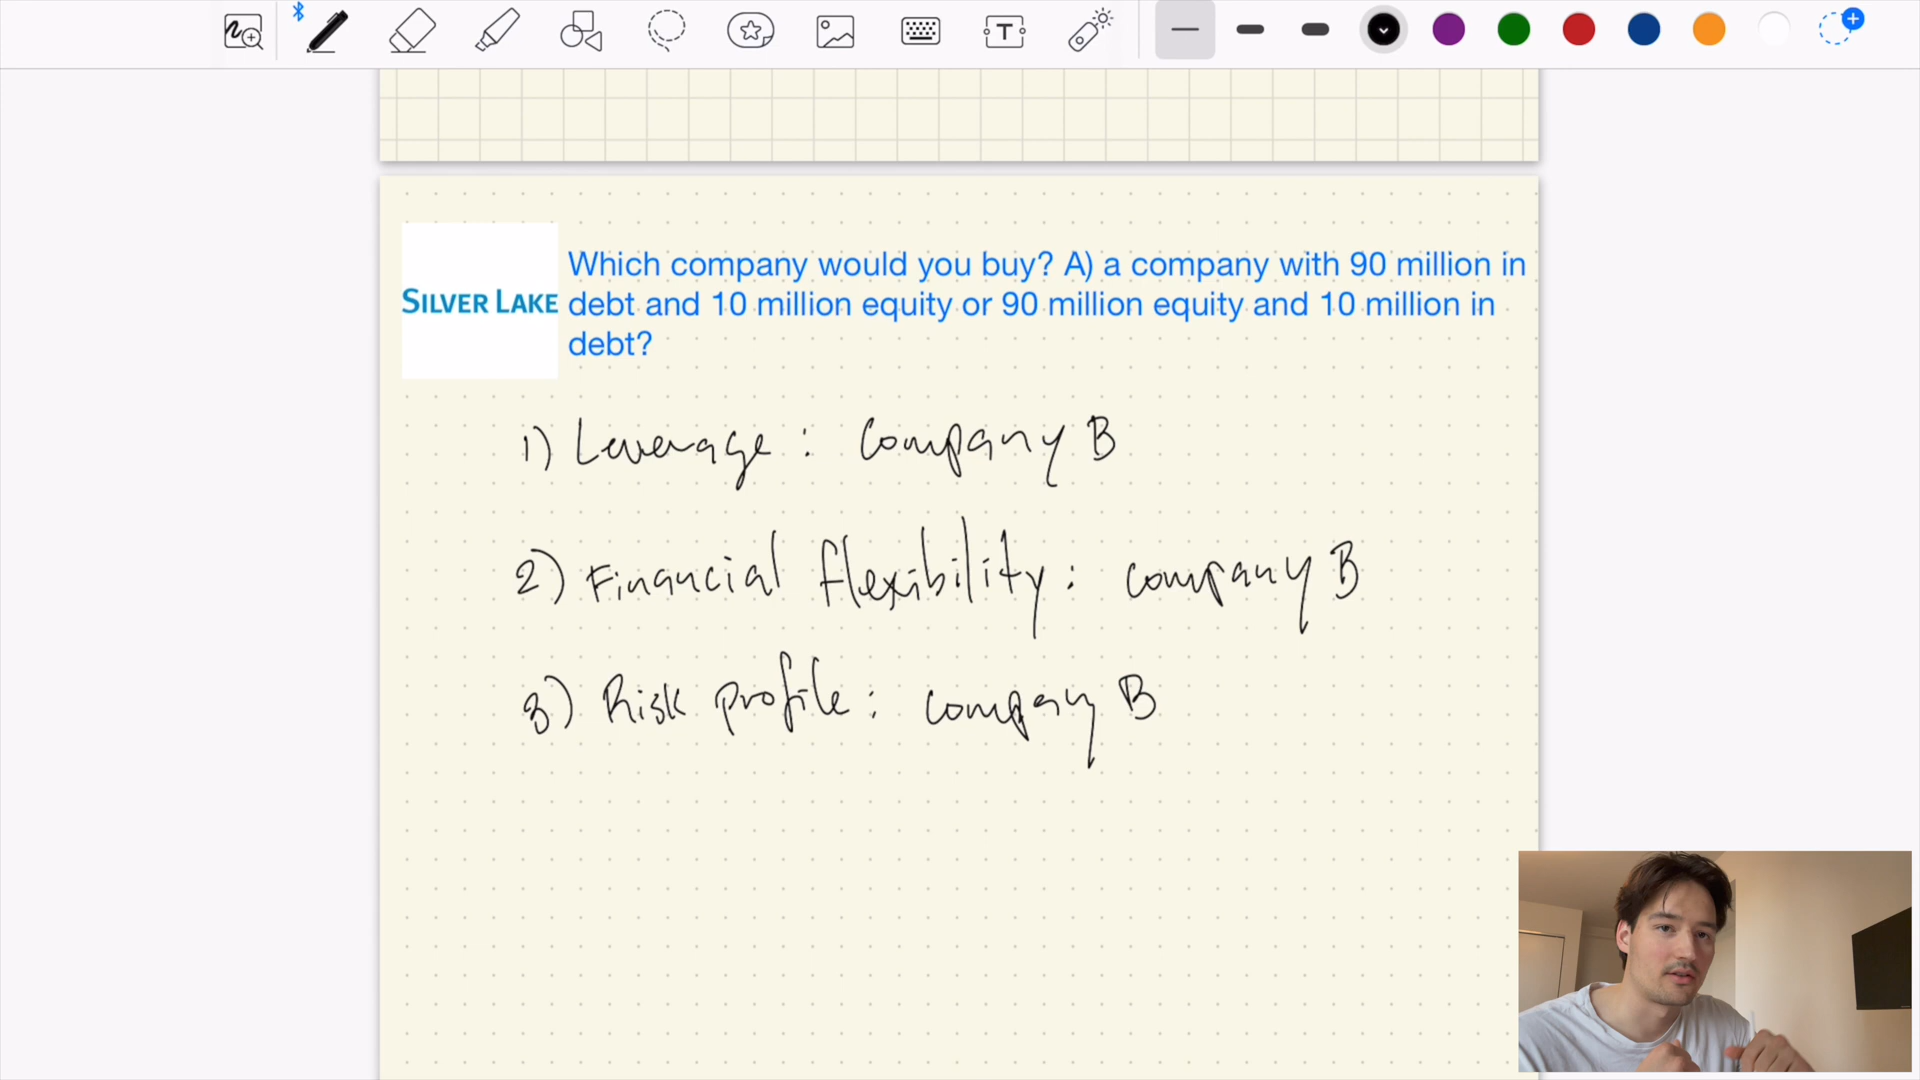 SILVER LAKE
Which company would you buy? A) a company with 90 million in
debt and 10 million equity or 90 million equity and 10 million in
debt?
1) Leverage : Company B
2) Financial flexibility : company B
3) Risk profile : company B